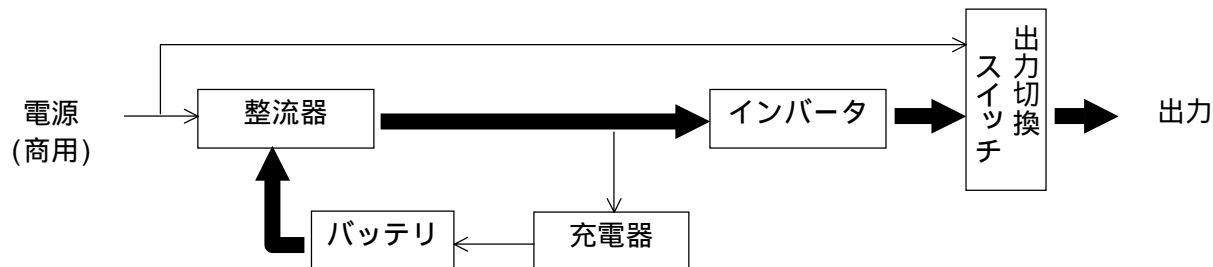 電源
(商用)
整流器
インバータ
出力切換
スイッチ
出力
バッテリ
充電器